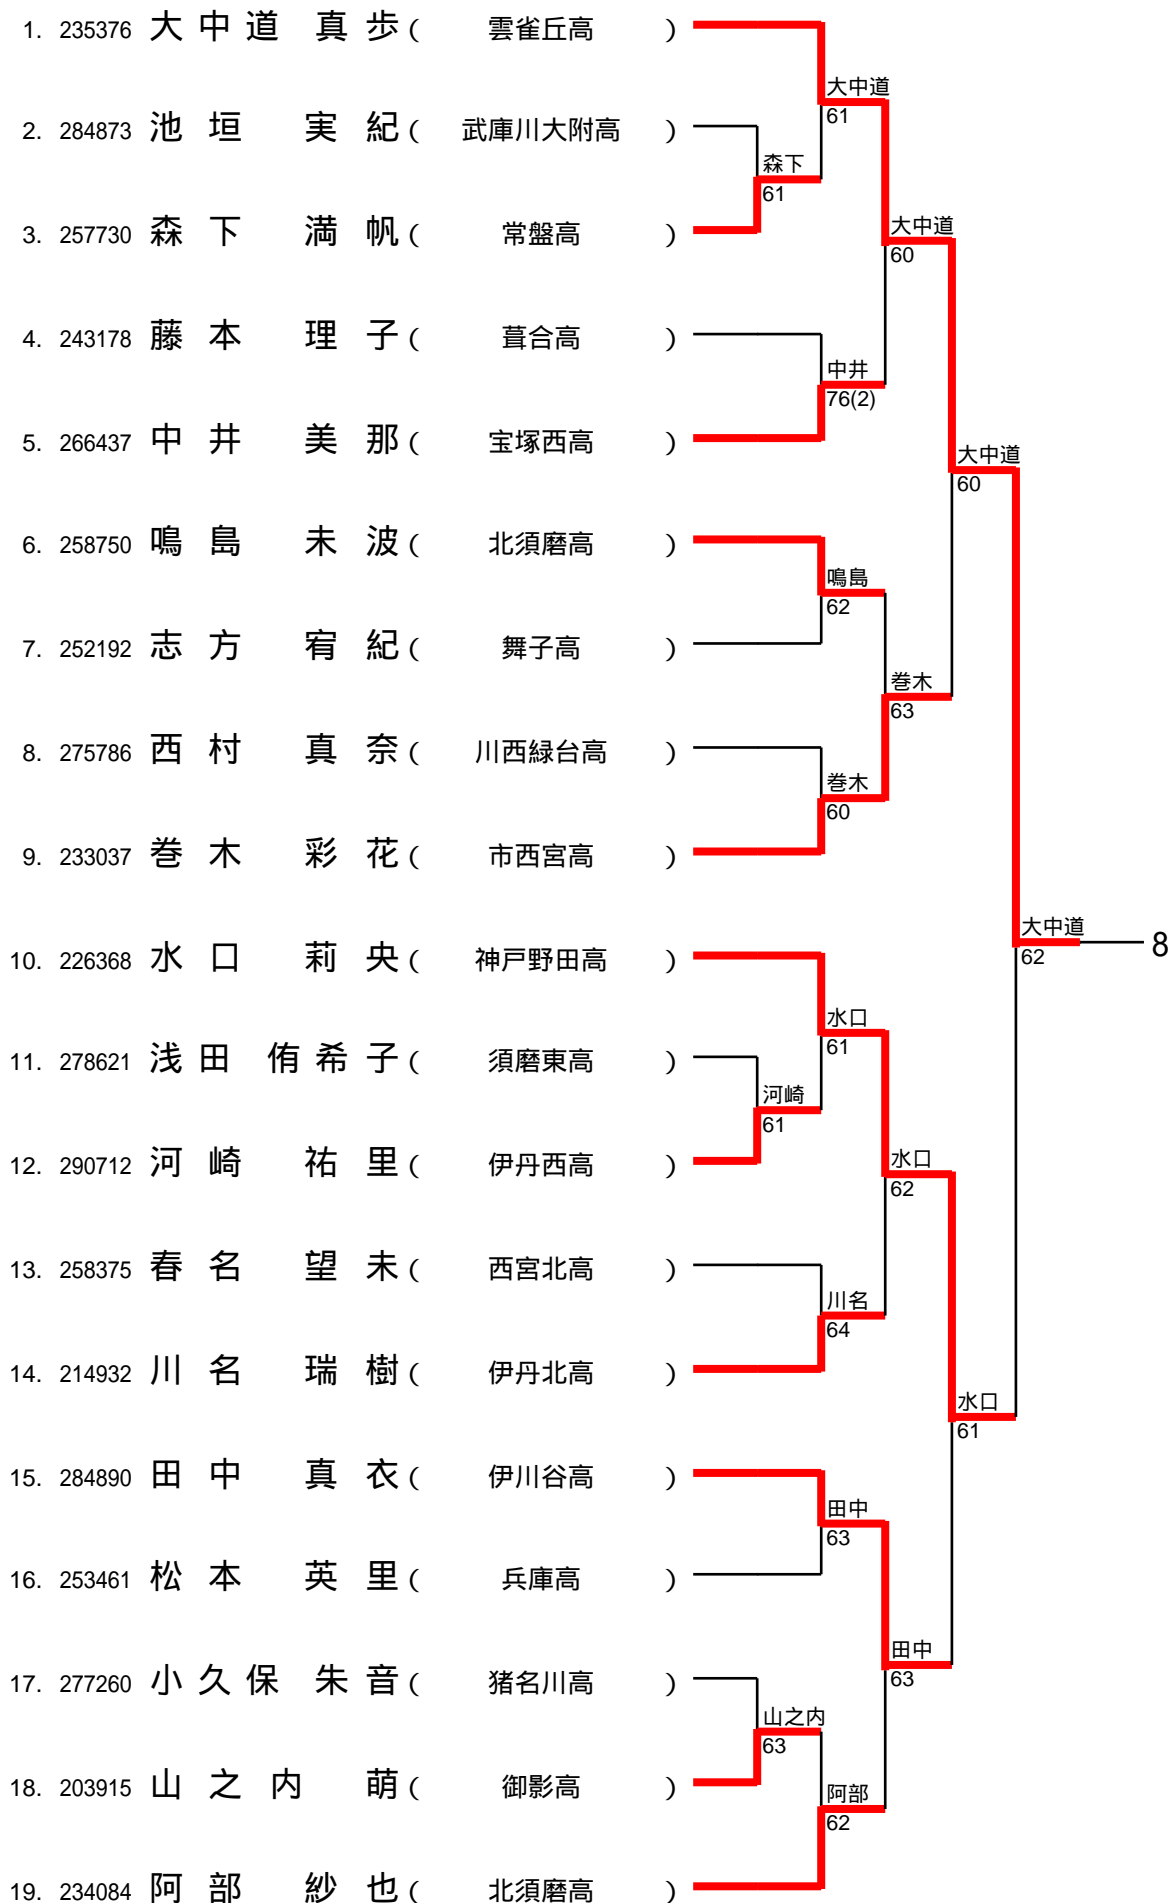 1. 235376 大中道 真歩 ( 雲雀丘高 )
大中道
61
2. 284873 池垣 実紀 ( 武庫川大附高 )
森下
61
3. 257730 森下 満帆 ( 常盤高 )
大中道
60
4. 243178 藤本 理子 ( 葺合高 )
中井
76(2)
5. 266437 中井 美那 ( 宝塚西高 )
大中道
60
6. 258750 鳴島 未波 ( 北須磨高 )
鳴島
62
7. 252192 志方 宥紀 ( 舞子高 )
巻木
63
8. 275786 西村 真奈 ( 川西緑台高 )
巻木
60
9. 233037 巻木 彩花 ( 市西宮高 )
大中道
62
8
10. 226368 水口 莉央 ( 神戸野田高 )
水口
61
11. 278621 浅田 侑希子 ( 須磨東高 )
河崎
61
12. 290712 河崎 祐里 ( 伊丹西高 )
水口
62
13. 258375 春名 望未 ( 西宮北高 )
川名
64
14. 214932 川名 瑞樹 ( 伊丹北高 )
水口
61
15. 284890 田中 真衣 ( 伊川谷高 )
田中
63
16. 253461 松本 英里 ( 兵庫高 )
田中
63
17. 277260 小久保 朱音 ( 猪名川高 )
山之内
63
18. 203915 山之内 萌 ( 御影高 )
阿部
62
19. 234084 阿部 紗也 ( 北須磨高 )